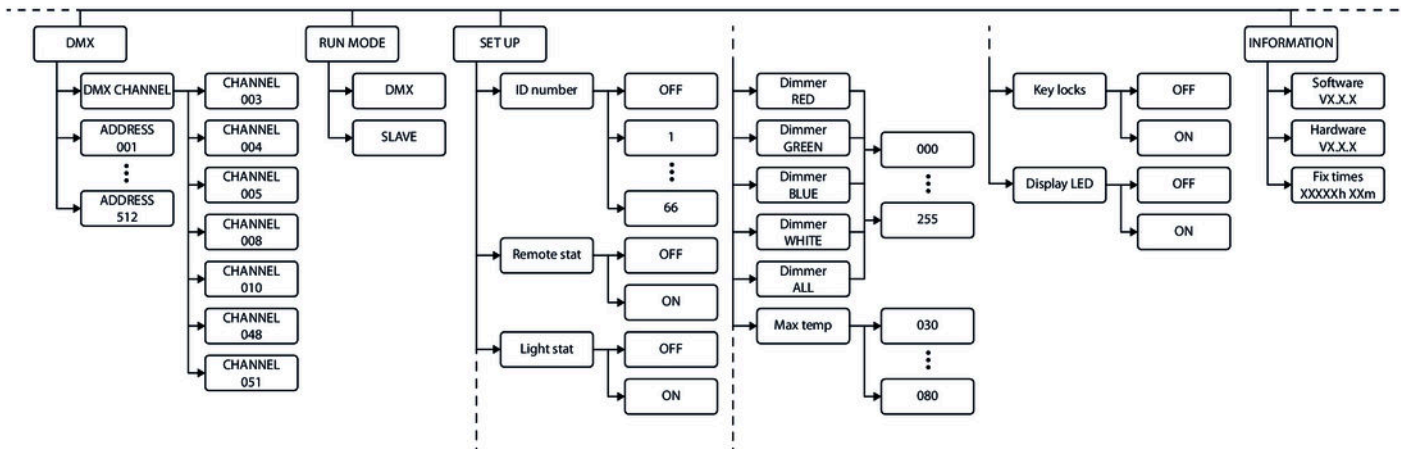 DMX
DMX CHANNEL
ADDRESS
001
ADDRESS
512
CHANNEL
003
CHANNEL
004
CHANNEL
005
CHANNEL
008
CHANNEL
010
CHANNEL
048
CHANNEL
051
RUN MODE
DMX
SLAVE
SET UP
ID number
OFF
1
66
Remote stat
OFF
ON
Light stat
OFF
ON
Dimmer
RED
Dimmer
GREEN
Dimmer
BLUE
Dimmer
WHITE
Dimmer
ALL
000
255
Max temp
030
080
Key locks
OFF
ON
Display LED
OFF
ON
INFORMATION
Software
VX.X.X
Hardware
VX.X.X
Fix times
XXXXXh XXm